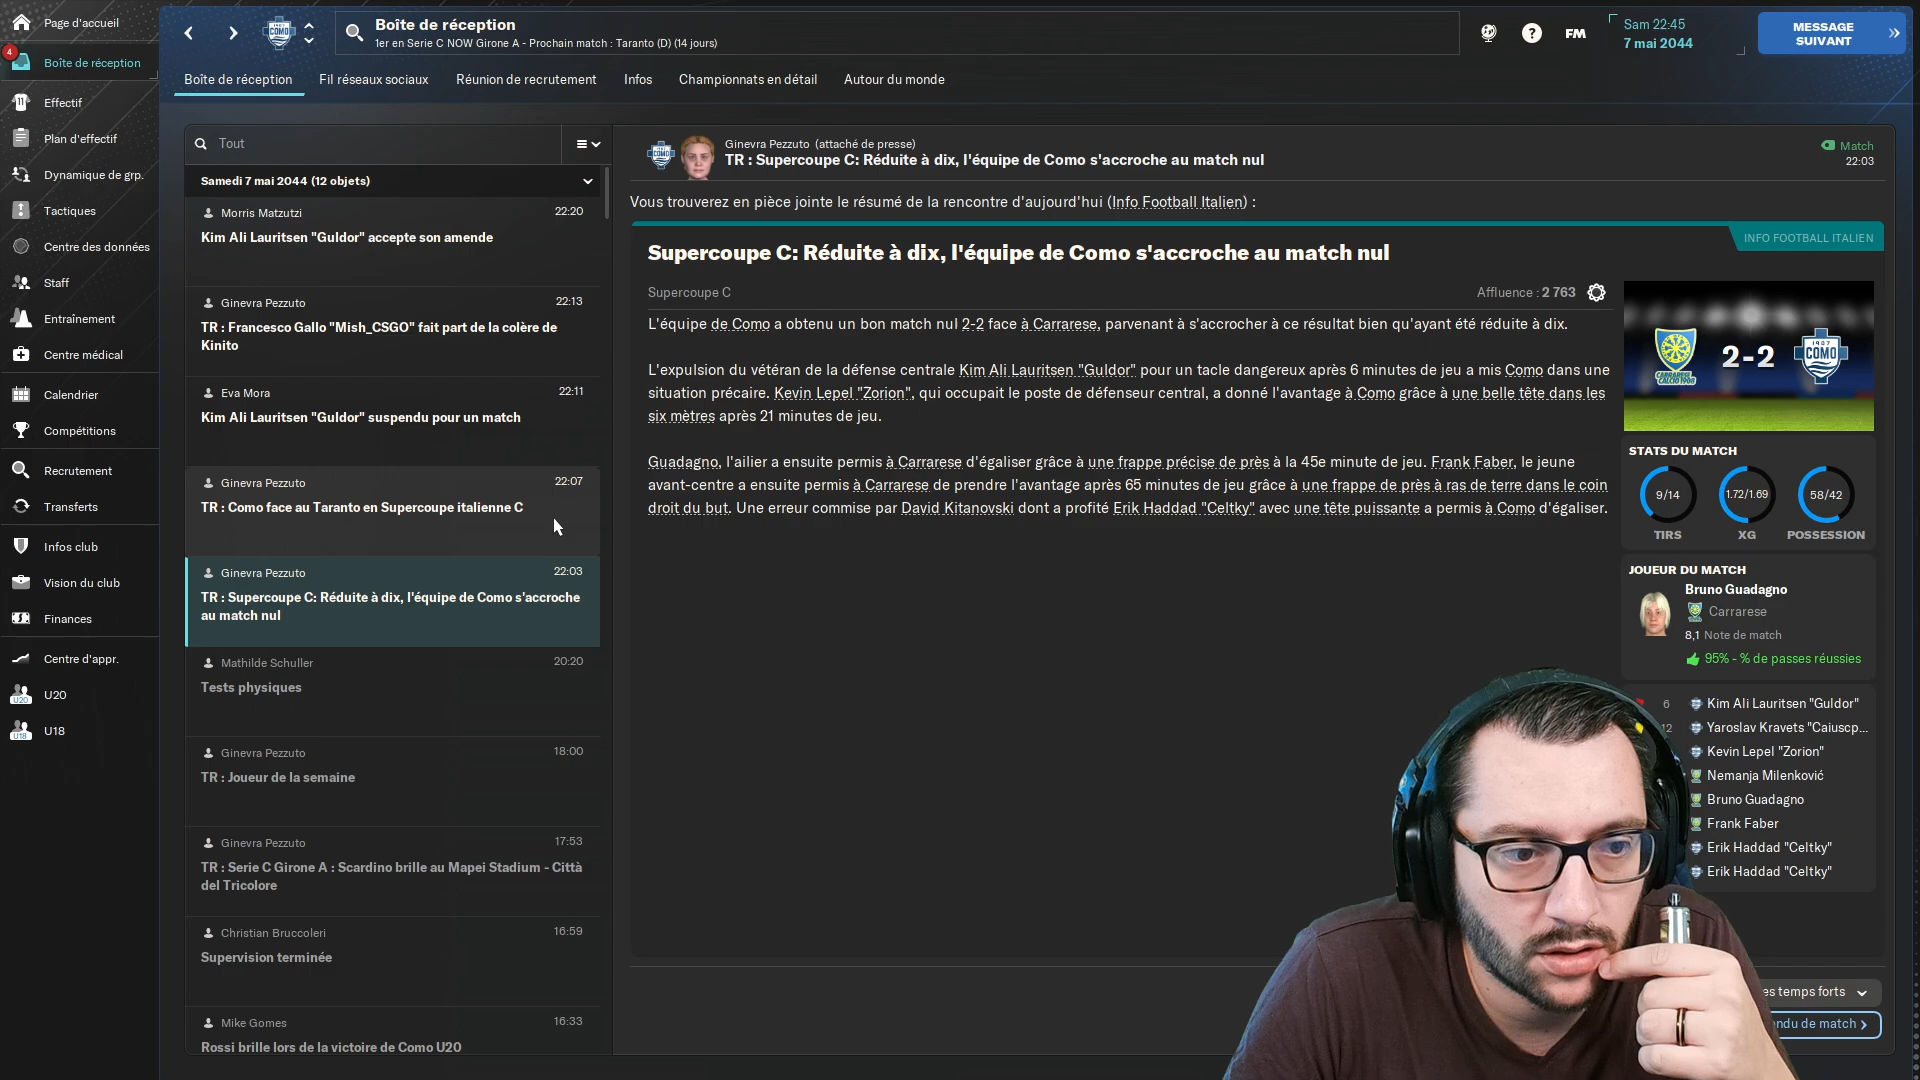 Page d'accueil
4
Boîte de réception
Effectif
Plan d'effectif
Dynamique de grp.
Tactiques
Centre des données
Staff
Entraînement
Centre médical
Calendrier
Compétitions
Recrutement
Transferts
Infos club
Vision du club
Finances
Centre d'appr.
U20
U20
U18
U18
COMO
Boîte de réception
1er en Serie C NOW Girone A - Prochain match : Taranto (D) (14 jours)
?
FM
Sam 22:45
7 mai 2044
MESSAGE
SUIVANT
Boîte de réception
Fil réseaux sociaux
Réunion de recrutement
Infos
Championnats en détail
Autour du monde
Tout
Samedi 7 mai 2044 (12 objets)
Morris Matzutzi
22:20
Kim Ali Lauritsen "Guldor" accepte son amende
Ginevra Pezzuto
22:13
TR : Francesco Gallo "Mish_CSGO" fait part de la colère de
Kinito
Eva Mora
22:11
Kim Ali Lauritsen "Guldor" suspendu pour un match
Ginevra Pezzuto
22:07
TR : Como face au Taranto en Supercoupe italienne C
Ginevra Pezzuto
22:03
TR : Supercoupe C: Réduite à dix, l'équipe de Como s'accroche
au match nul
Mathilde Schuller
20:20
Tests physiques
Ginevra Pezzuto
18:00
TR : Joueur de la semaine
Ginevra Pezzuto
17:53
TR : Serie C Girone A : Scardino brille au Mapei Stadium - Città
del Tricolore
Christian Bruccoleri
16:59
Supervision terminée
Mike Gomes
16:33
Rossi brille lors de la victoire de Como U20
COMO
Ginevra Pezzuto (attaché de presse)
TR : Supercoupe C: Réduite à dix, l'équipe de Como s'accroche au match nul
Match
22:03
Vous trouverez en pièce jointe le résumé de la rencontre d'aujourd'hui (Info Football Italien) :
INFO FOOTBALL ITALIEN
Supercoupe C: Réduite à dix, l'équipe de Como s'accroche au match nul
Supercoupe C
Affluence : 2 763
L'équipe de Como a obtenu un bon match nul 2-2 face à Carrarese, parvenant à s'accrocher à ce résultat bien qu'ayant été réduite à dix.
L'expulsion du vétéran de la défense centrale Kim Ali Lauritsen "Guldor" pour un tacle dangereux après 6 minutes de jeu a mis Como dans une
situation précaire. Kevin Lepel "Zorion", qui occupait le poste de défenseur central, a donné l'avantage à Como grâce à une belle tête dans les
six mètres après 21 minutes de jeu.
Guadagno, l'ailier a ensuite permis à Carrarese d'égaliser grâce à une frappe précise de près à la 45e minute de jeu. Frank Faber, le jeune
avant-centre a ensuite permis à Carrarese de prendre l'avantage après 65 minutes de jeu grâce à une frappe de près à ras de terre dans le coin
droit du but. Une erreur commise par David Kitanovski dont a profité Erik Haddad "Celtky" avec une tête puissante a permis à Como d'égaliser.
CARRARESE
CALCIO 1908
2-2
1907
COMO
STATS DU MATCH
9/14
1.72/1.69
58/42
TIRS
XG
POSSESSION
JOUEUR DU MATCH
Bruno Guadagno
Carrarese
8,1 Note de match
95% - % de passes réussies
6
Kim Ali Lauritsen "Guldor"
12
Yaroslav Kravets "Caiuscp...
Kevin Lepel "Zorion"
Nemanja Milenković
Bruno Guadagno
Frank Faber
Erik Haddad "Celtky"
Erik Haddad "Celtky"
es temps forts
ndu de match